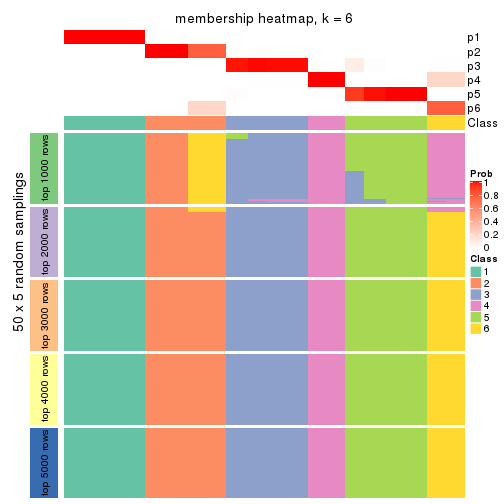 membership heatmap, k = 6
p1
p2
p3
p4
p5
p6
Class
50 x 5 random samplings
top 1000 rows
top 2000 rows
top 3000 rows
top 4000 rows
top 5000 rows
Prob
1
0.8
0.6
0.4
0.2
0
Class
1
2
3
4
5
6